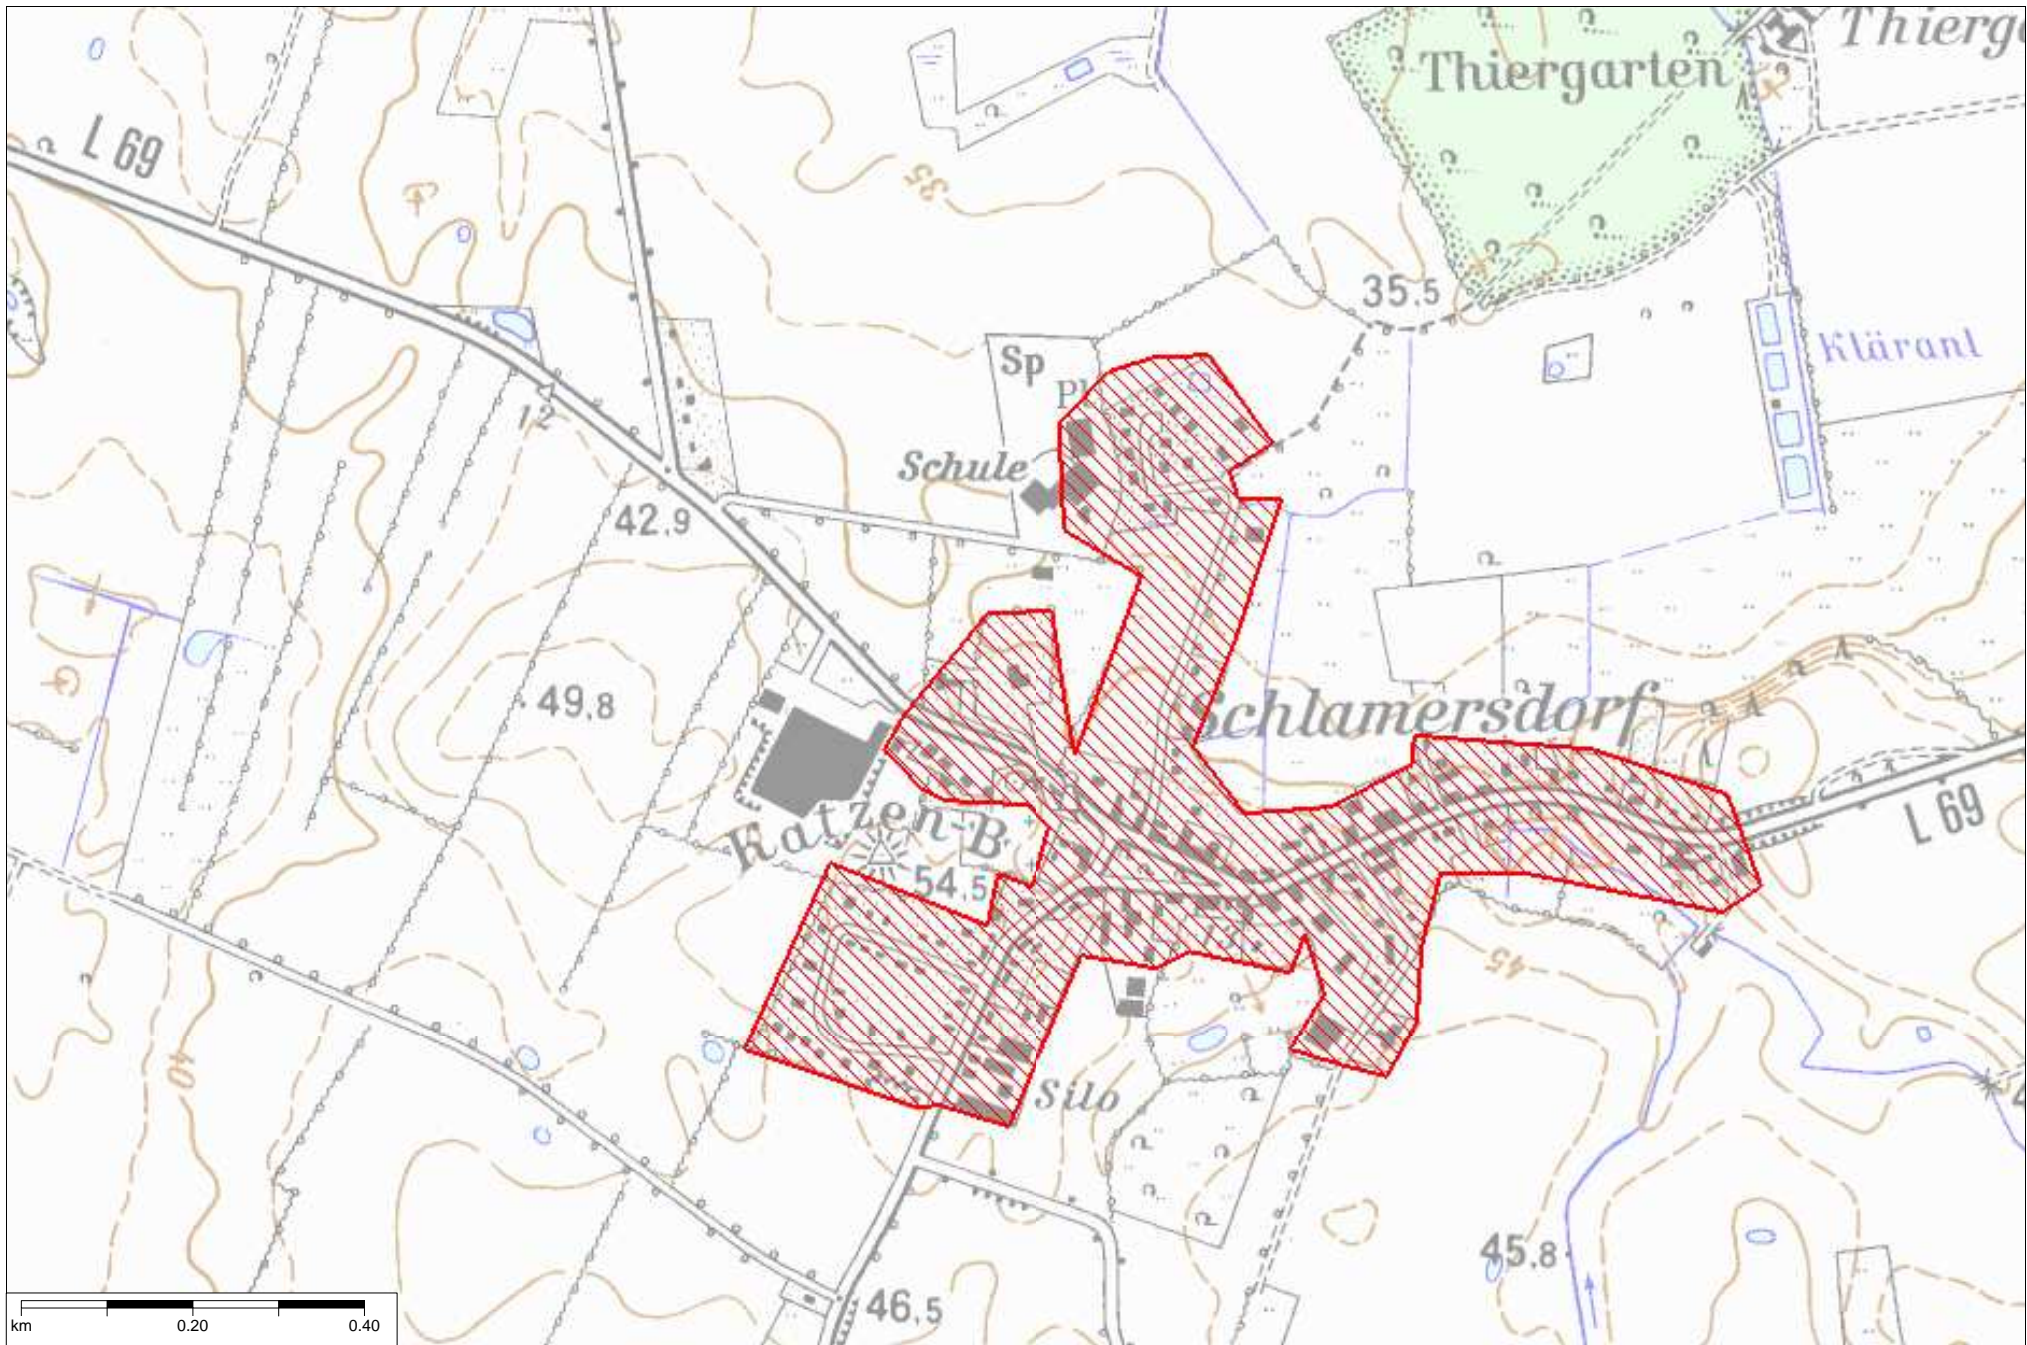 Thiergarten
L 69
35
35.5
Sp
Pl
Kläranl
12
Schule
42.9
49,8
Schlamersdorf
L 69
Katzen-B.
54,5
45
40
Silo
45.8
46,5
km 0.20 0.40